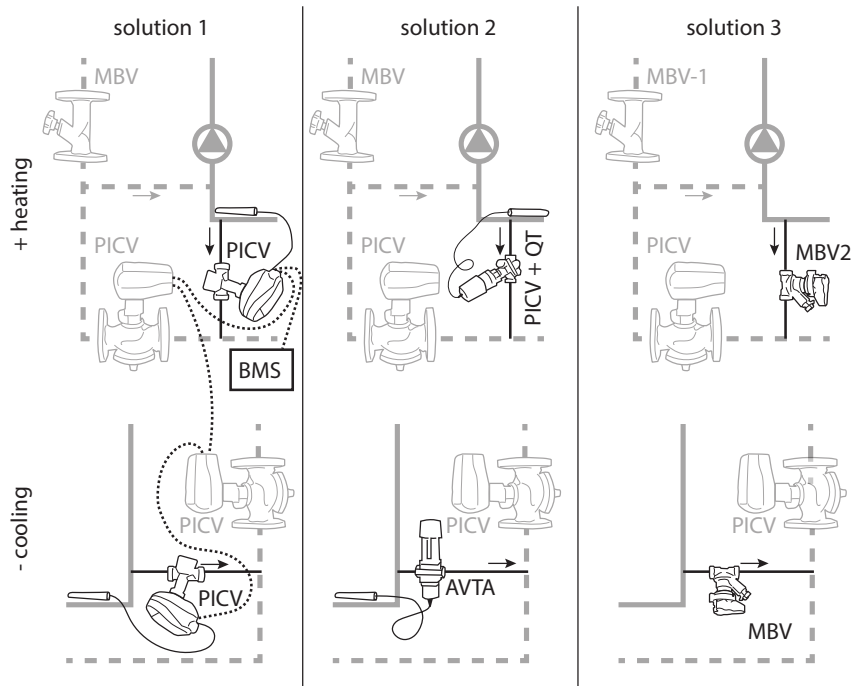 solution 1
solution 2
solution 3
+ heating
MBV
PICV
PICV
BMS
MBV
PICV
PICV + QT
MBV-1
PICV
MBV2
- cooling
PICV
PICV
PICV
AVTA
PICV
MBV